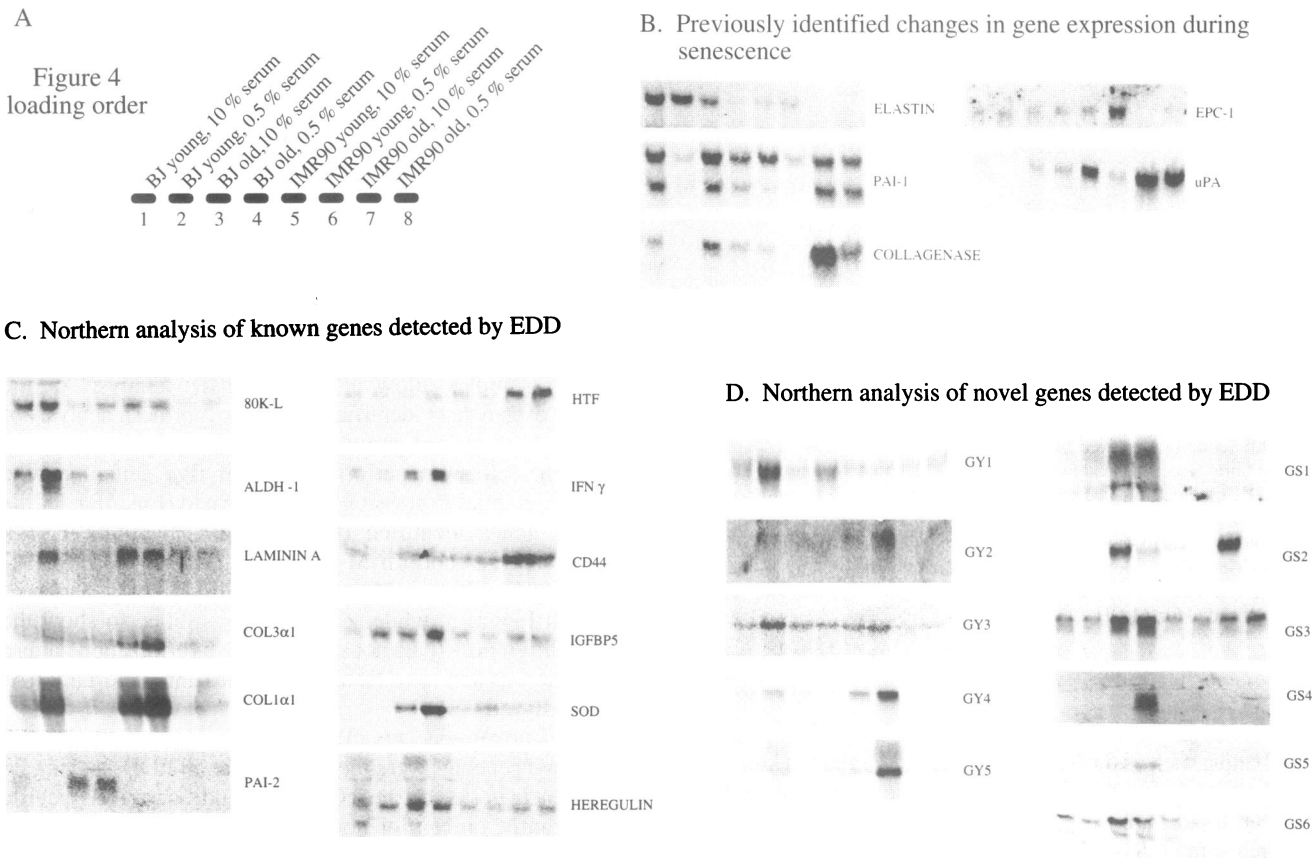 A
Figure 4
loading order
BJ young, 10 % serum
BJ young, 0.5 % serum
BJ old,10 % serum
BJ old, 0.5 % serum
IMR90 young, 10 % serum
IMR90 young, 0.5 % serum
IMR90 old, 10 % serum
IMR90 old, 0.5 % serum
1 2 3 4 5 6 7 8
B. Previously identified changes in gene expression during
senescence
ELASTIN
PAI-1
COLLAGENASE
EPC-1
uPA
C. Northern analysis of known genes detected by EDD
80K-L
ALDH -1
LAMININ A
COL3α1
COL1α1
PAI-2
HTF
IFN γ
CD44
IGFBP5
SOD
HEREGULIN
D. Northern analysis of novel genes detected by EDD
GY1
GY2
GY3
GY4
GY5
GS1
GS2
GS3
GS4
GS5
GS6